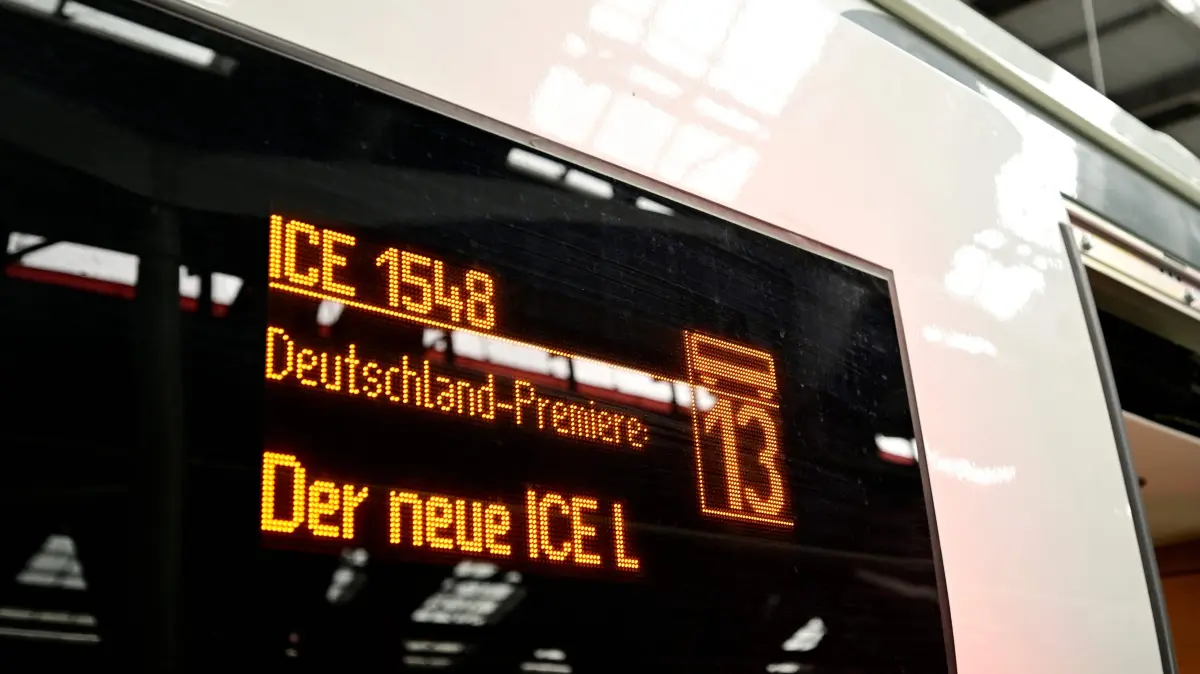 ICE 1548
Deutschland-Premiere
Der neue ICE L
13